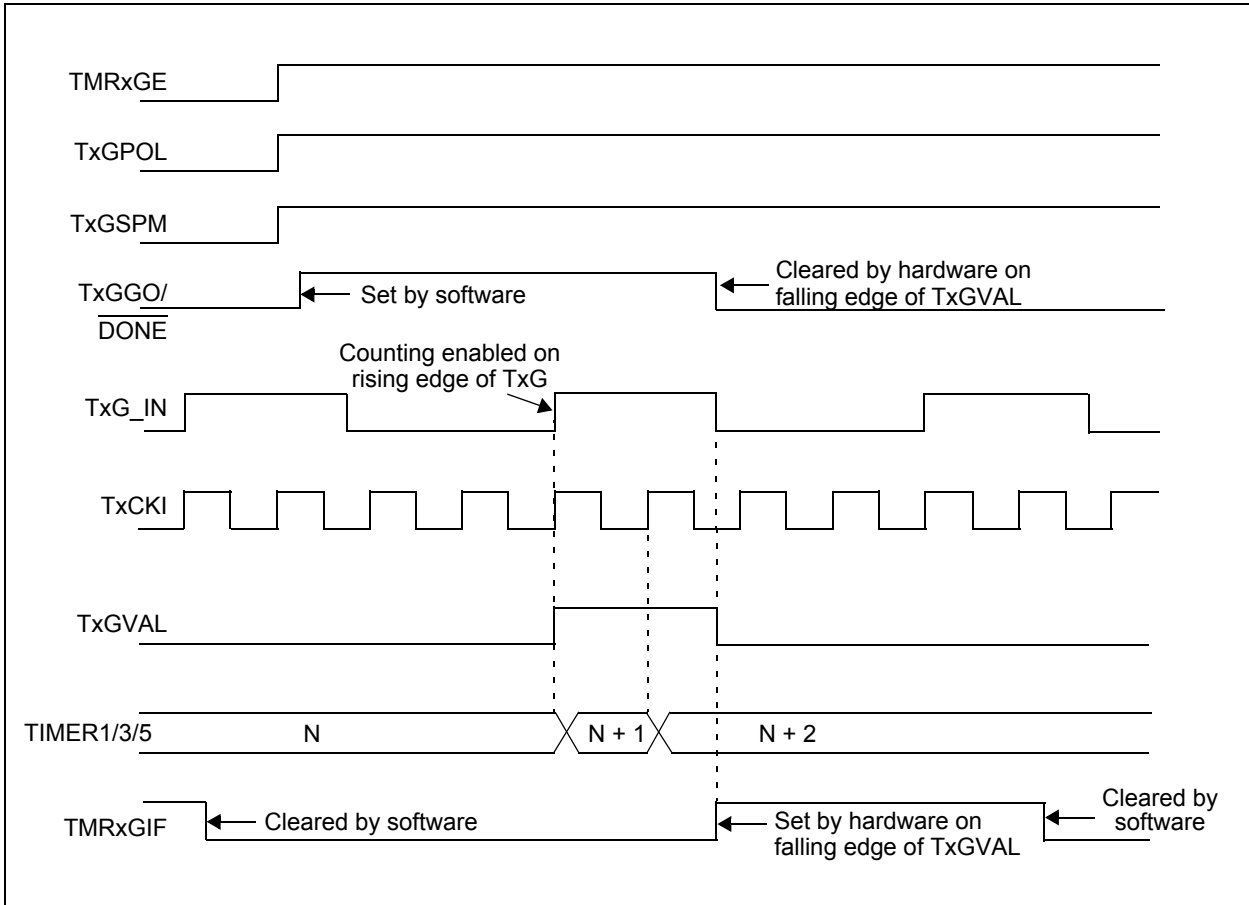 TMRxGE
TxGPOL
TxGSPM
TxGGO/
DONE
Set by software
Cleared by hardware on
falling edge of TxGVAL
Counting enabled on
rising edge of TxG
TxG_IN
TxCKI
TxGVAL
TIMER1/3/5
N
N + 1
N + 2
TMRxGIF
Cleared by software
Set by hardware on
falling edge of TxGVAL
Cleared by
software